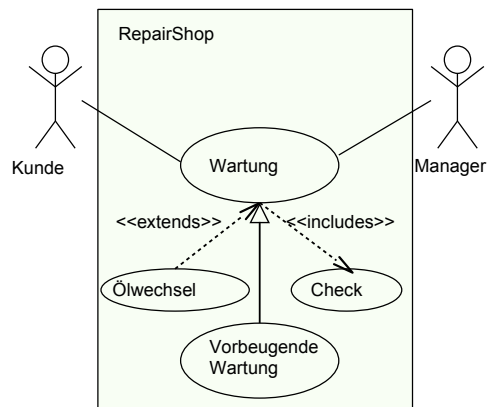 RepairShop
Kunde
Manager
Wartung
<<extends>>
<<includes>>
Ölwechsel
Check
Vorbeugende
Wartung